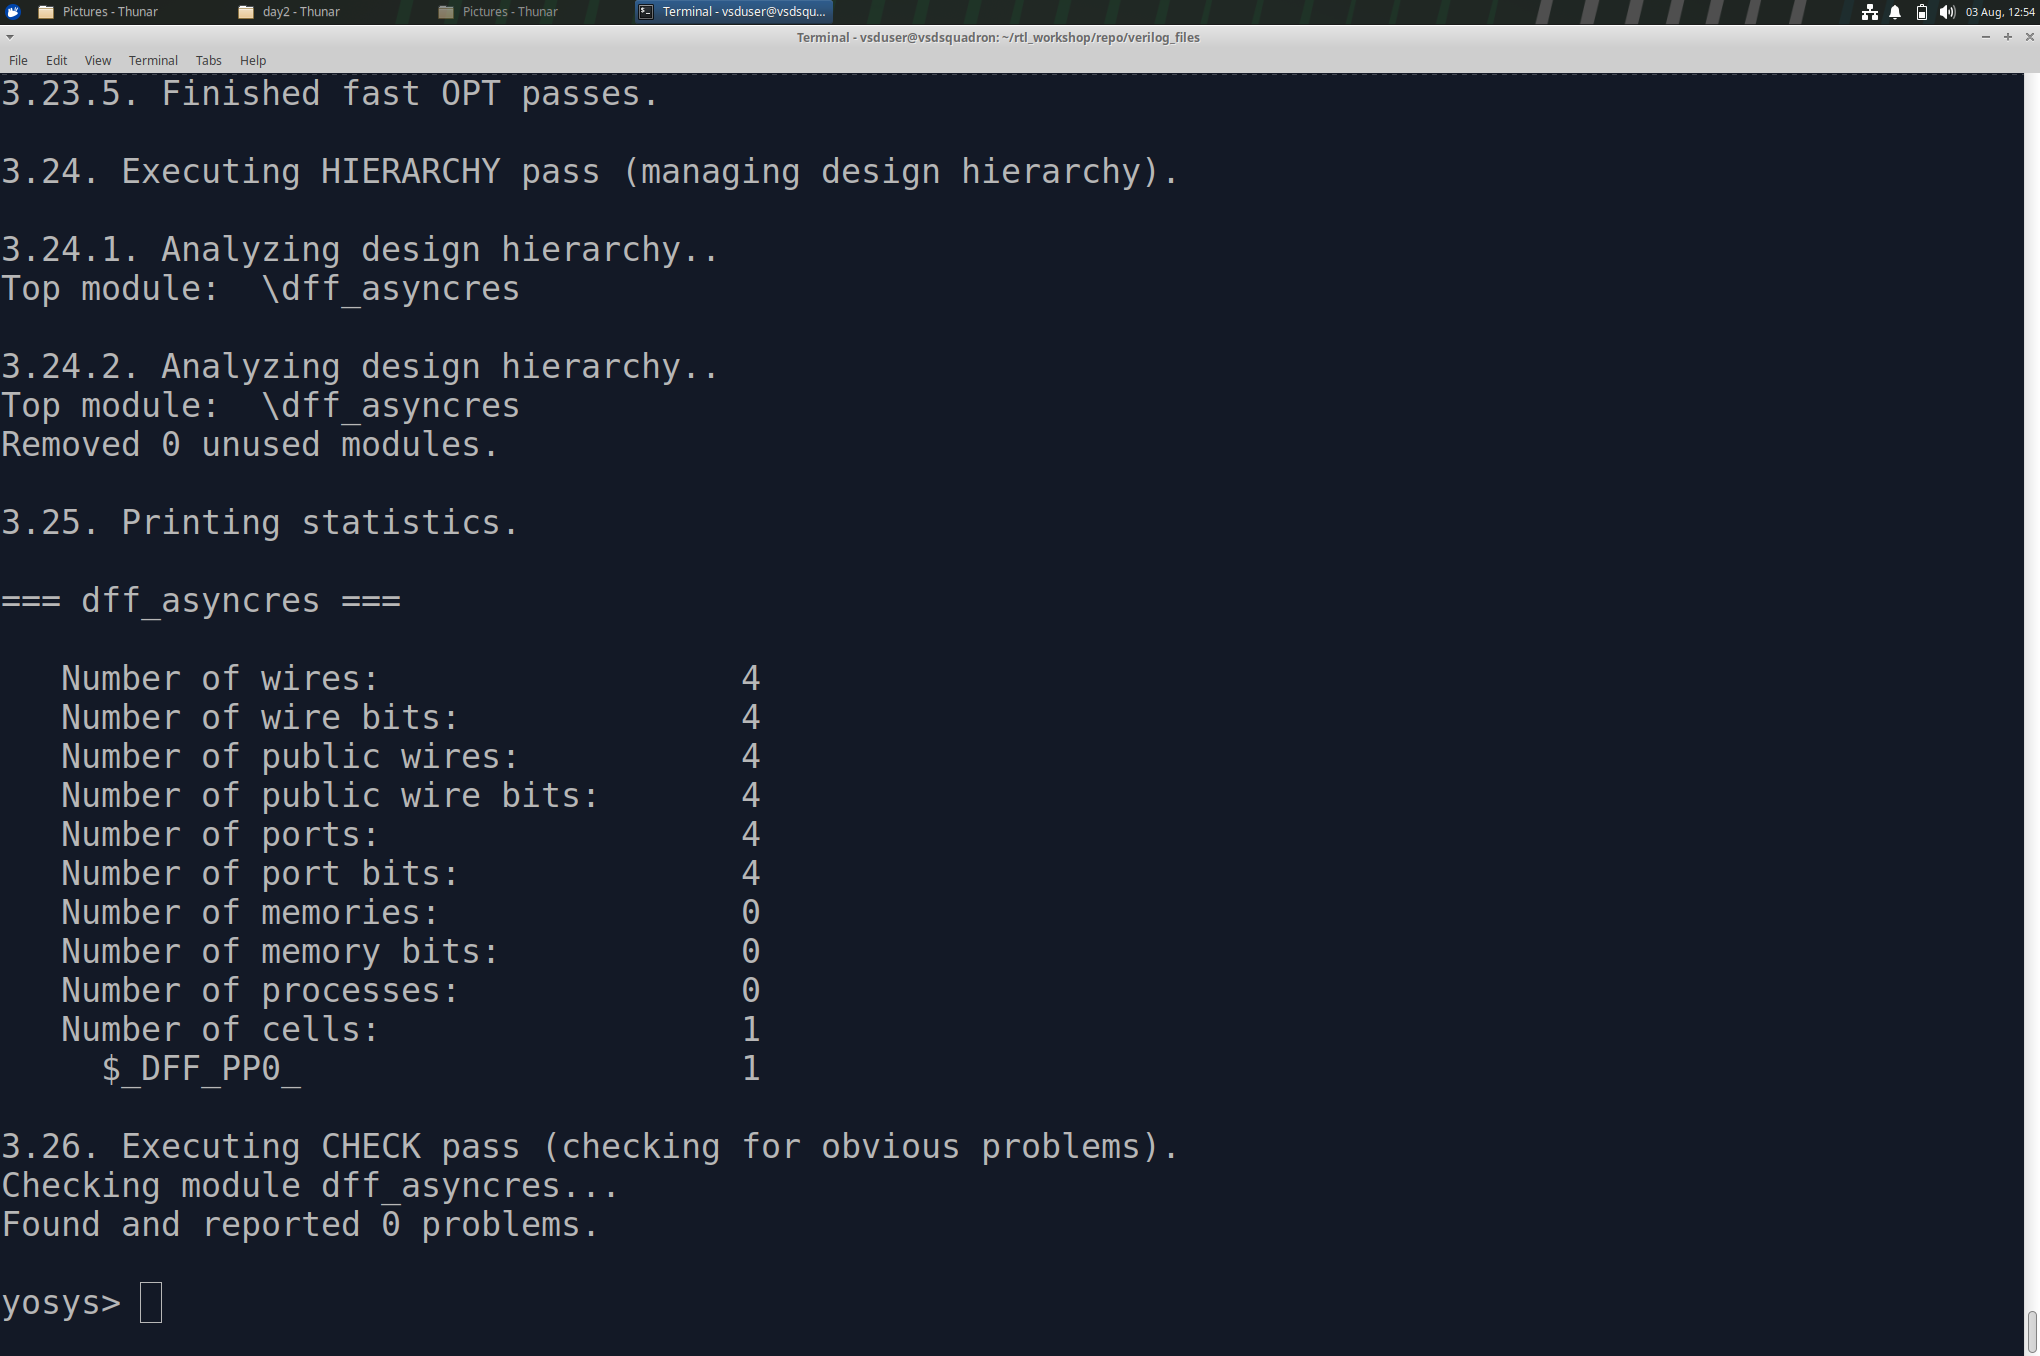 Pictures - Thunar
day2 - Thunar
Pictures - Thunar
Terminal - vsduser@vsdsqu...
03 Aug, 12:54
Terminal - vsduser@vsdsquadron: ~/rtl_workshop/repo/verilog_files
File Edit View Terminal Tabs Help
3.23.5. Finished fast OPT passes.
3.24. Executing HIERARCHY pass (managing design hierarchy).
3.24.1. Analyzing design hierarchy..
Top module:  \dff_asyncres
3.24.2. Analyzing design hierarchy..
Top module:  \dff_asyncres
Removed 0 unused modules.
3.25. Printing statistics.
=== dff_asyncres ===
Number of wires: 4
Number of wire bits: 4
Number of public wires: 4
Number of public wire bits: 4
Number of ports: 4
Number of port bits: 4
Number of memories: 0
Number of memory bits: 0
Number of processes: 0
Number of cells: 1
$_DFF_PP0_ 1
3.26. Executing CHECK pass (checking for obvious problems).
Checking module dff_asyncres...
Found and reported 0 problems.
yosys>